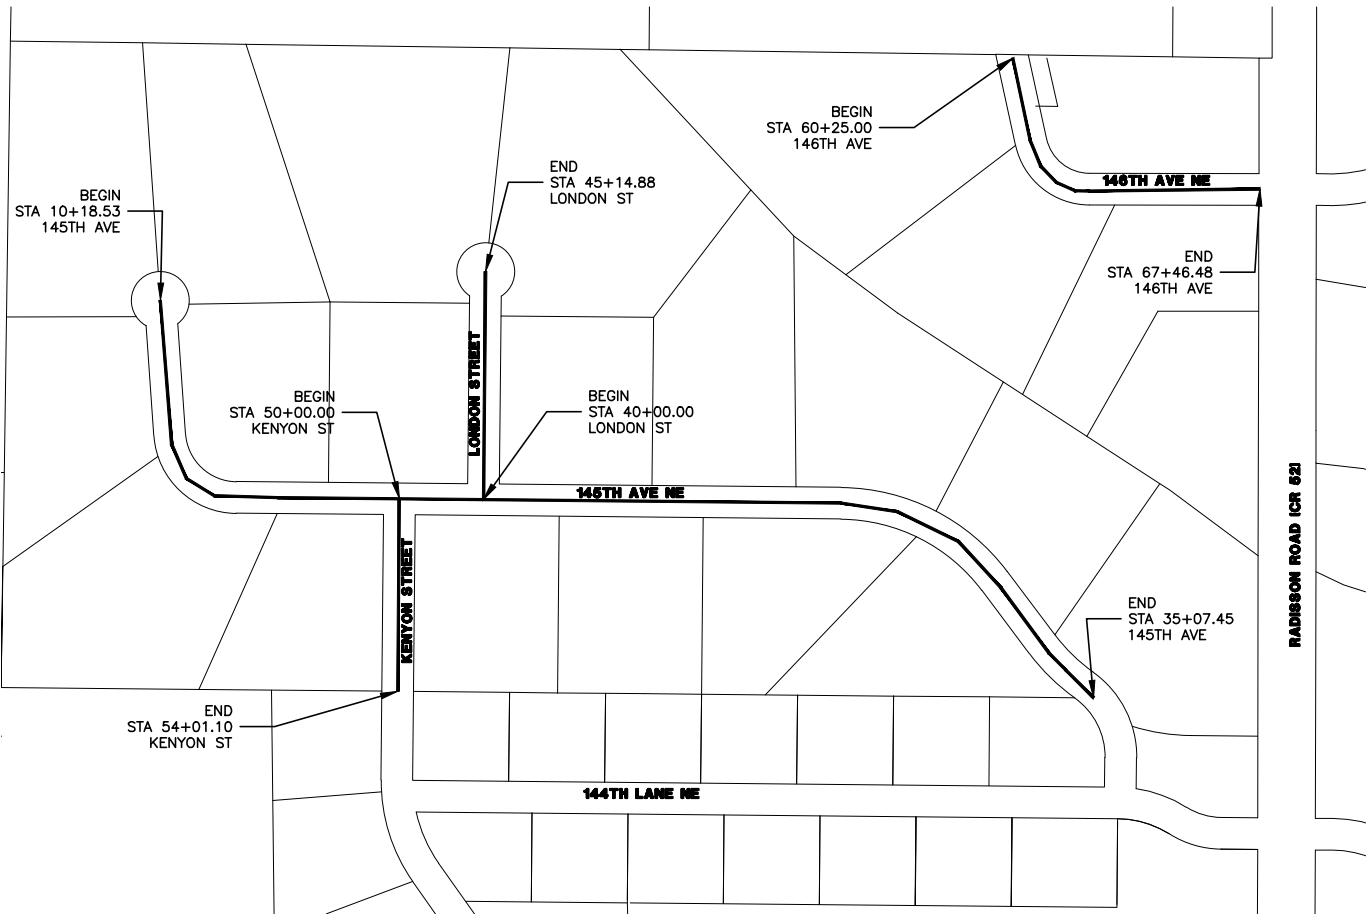 BEGIN
STA 60+25.00
146TH AVE
END
STA 45+14.88
LONDON ST
146TH AVE NE
BEGIN
STA 10+18.53
145TH AVE
END
STA 67+46.48
146TH AVE
LONDON STREET
BEGIN
STA 50+00.00
KENYON ST
BEGIN
STA 40+00.00
LONDON ST
145TH AVE NE
RADISSON ROAD (CR 52)
KENYON STREET
END
STA 35+07.45
145TH AVE
END
STA 54+01.10
KENYON ST
144TH LANE NE